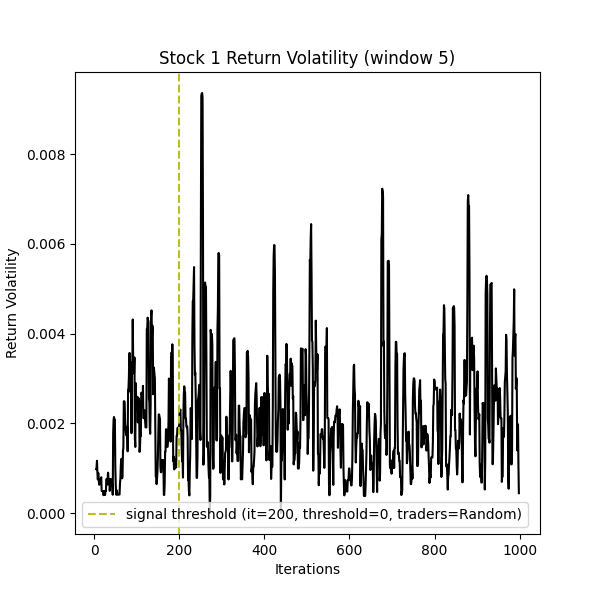 Stock 1 Return Volatility (window 5)
Return Volatility
0.008
0.006
0.004
0.002
0.000
signal threshold (it=200, threshold=0, traders=Random)
0 200 400 600 800 1000
Iterations